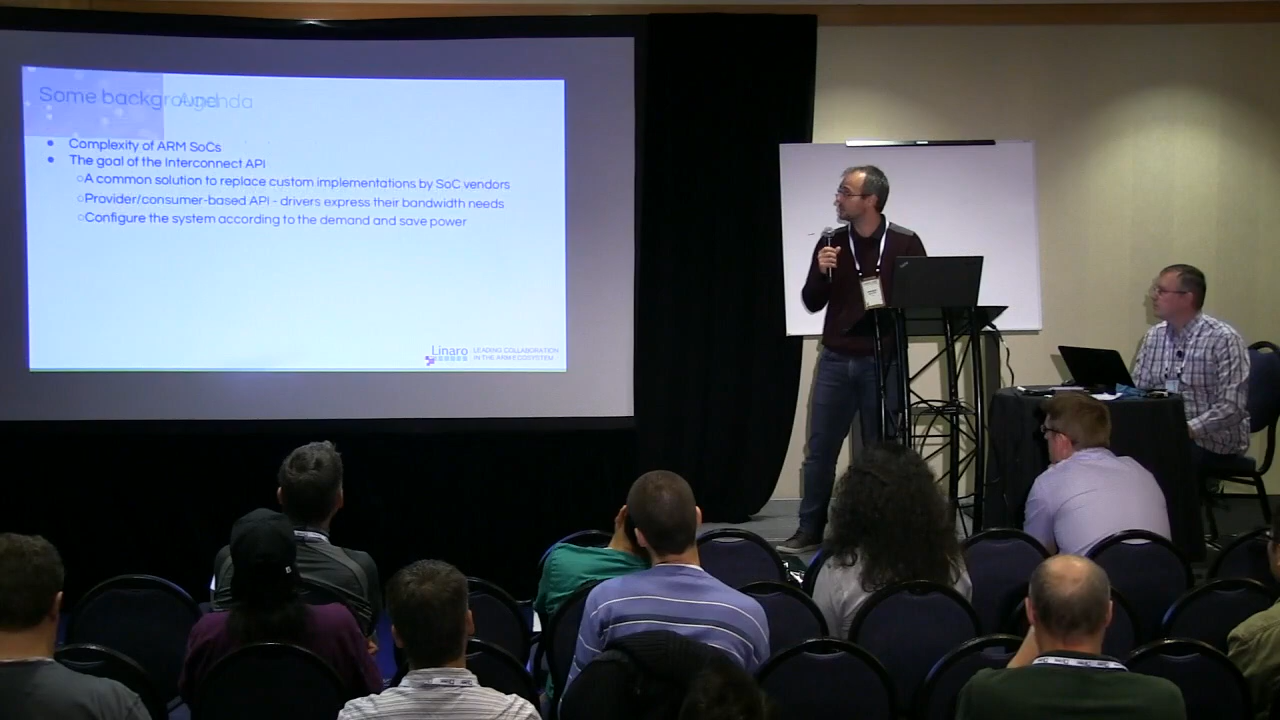 Some background
Agenda
Complexity of ARM SoCs
The goal of the Interconnect API
A common solution to replace custom implementations by SoC vendors
Provider/consumer-based API - drivers express their bandwidth needs
Configure the system according to the demand and save power
Linaro
LEADING COLLABORATION
IN THE ARM ECOSYSTEM